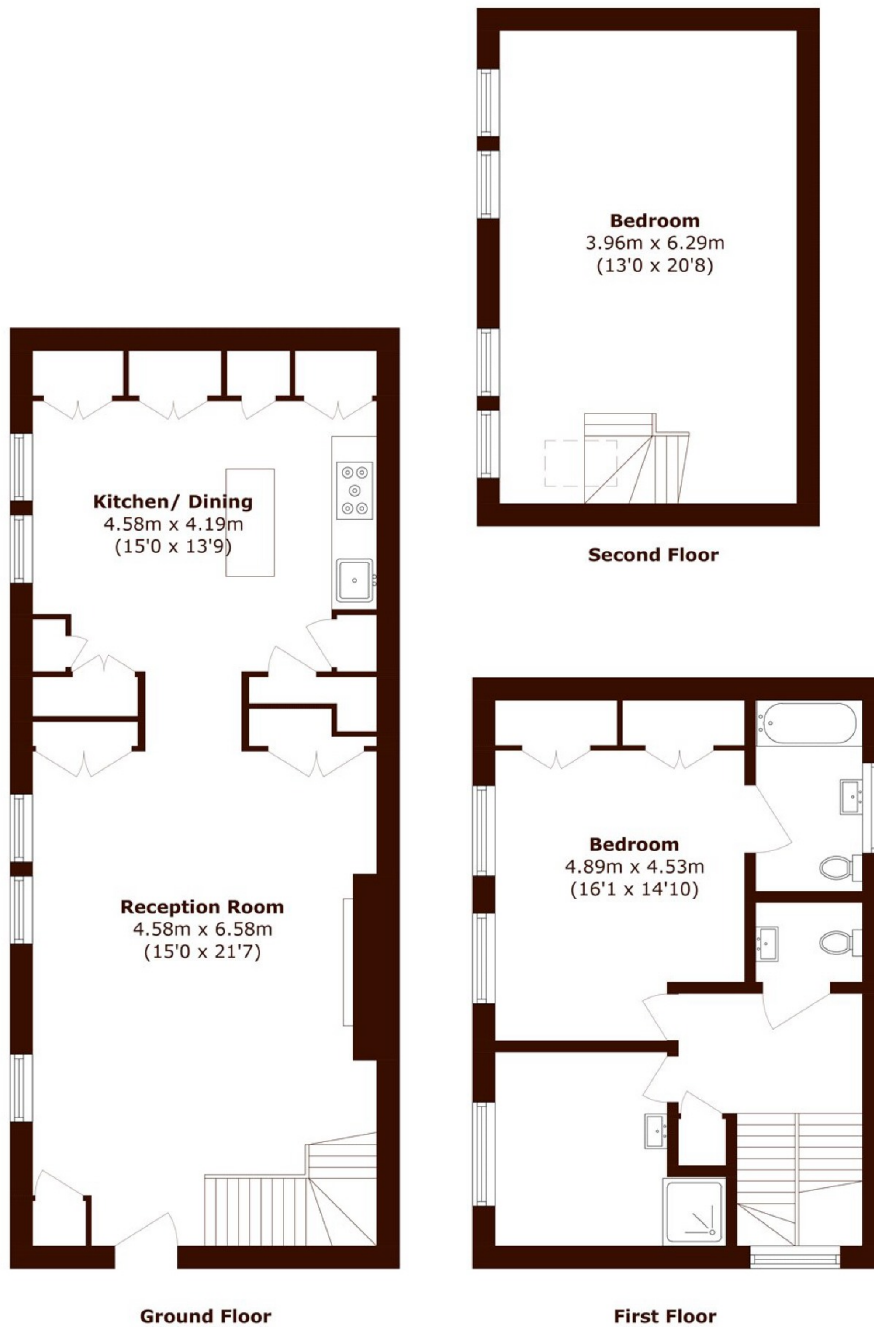 Bedroom
3.96m x 6.29m
(13'0 x 20'8)
Second Floor
Kitchen/ Dining
4.58m x 4.19m
(15'0 x 13'9)
Reception Room
4.58m x 6.58m
(15'0 x 21'7)
Ground Floor
Bedroom
4.89m x 4.53m
(16'1 x 14'10)
First Floor